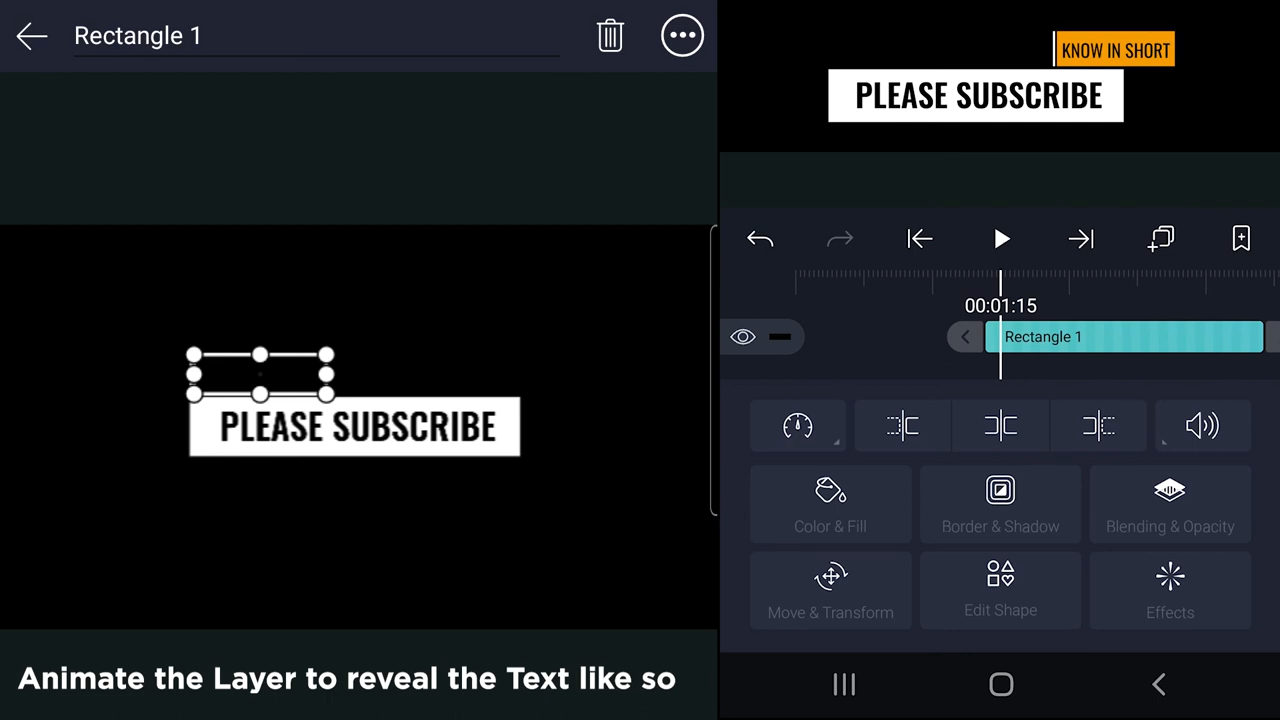 Rectangle 1
KNOW IN SHORT
PLEASE SUBSCRIBE
00:01:15
Rectangle 1
PLEASE SUBSCRIBE
Color & Fill
Border & Shadow
Blending & Opacity
Move & Transform
Edit Shape
Effects
Animate the Layer to reveal the Text like so